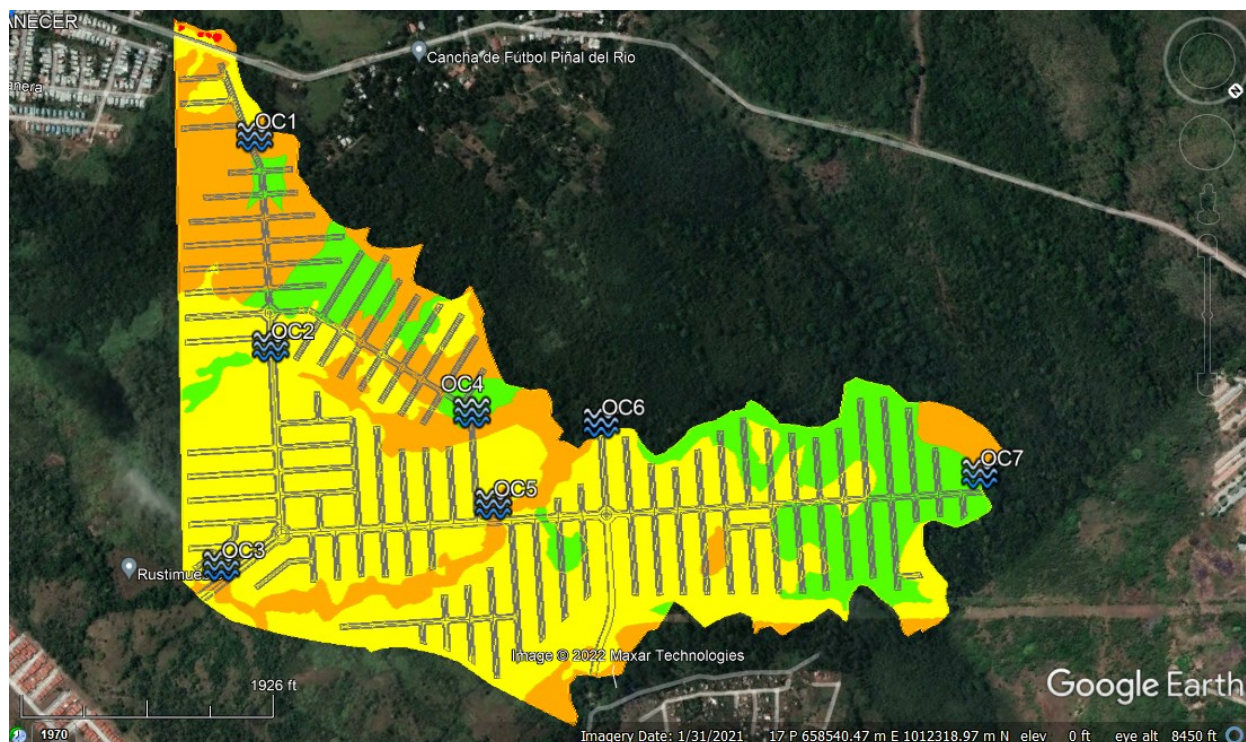 ANECER
Cancha de Fútbol Piñal del Rio
anera
OC1
OC2
OC4
OC6
OC7
OC5
OC3
Rustimue
Image © 2022 Maxar Technologies
1926 ft
Google Earth
1970
Imagery Date: 1/31/2021 17 P 658540.47 m E 1012318.97 m N elev 0 ft eye alt 8450 ft
N